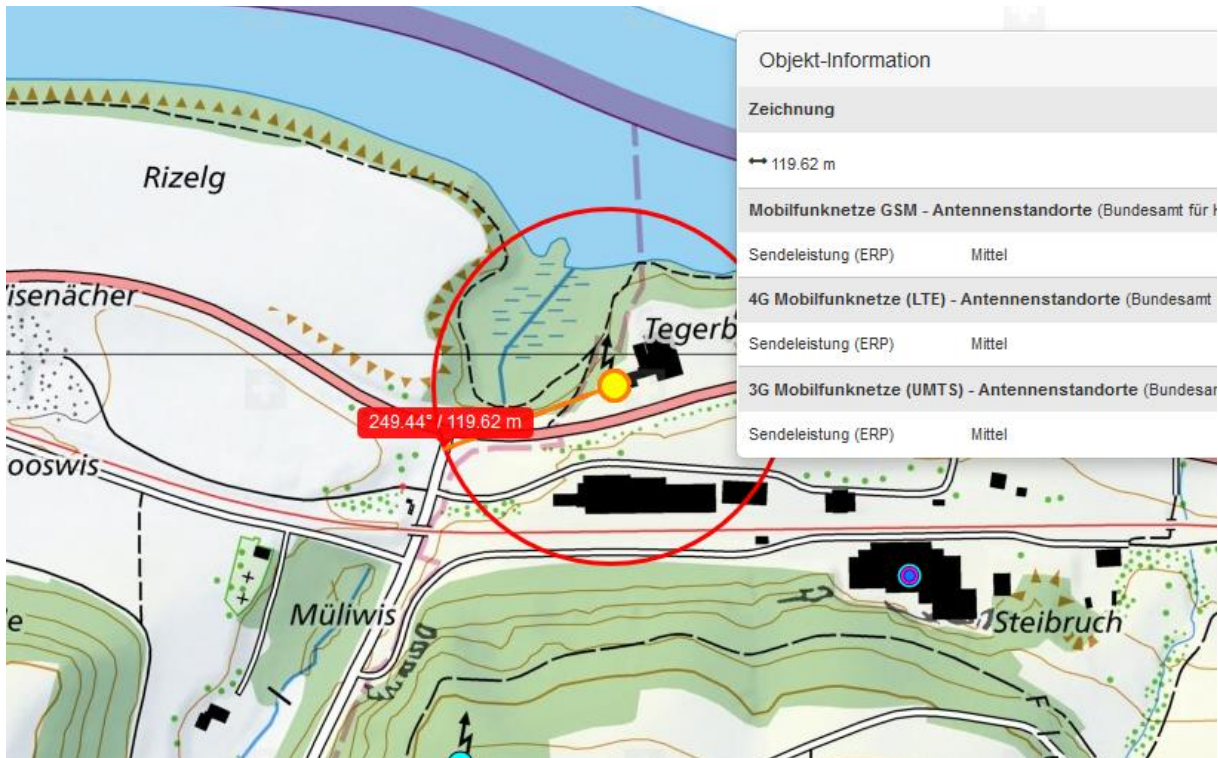 Objekt-Information
Zeichnung
119.62 m
Mobilfunknetze GSM - Antennenstandorte (Bundesamt für
Sendeleistung (ERP) Mittel
4G Mobilfunknetze (LTE) - Antennenstandorte (Bundesamt
Sendeleistung (ERP) Mittel
3G Mobilfunknetze (UMTS) - Antennenstandorte (Bundesar
Sendeleistung (ERP) Mittel
Rizelg
isenächer
Tegerb
249.44° / 119.62 m
ooswis
Müliwis
Steibruch
e